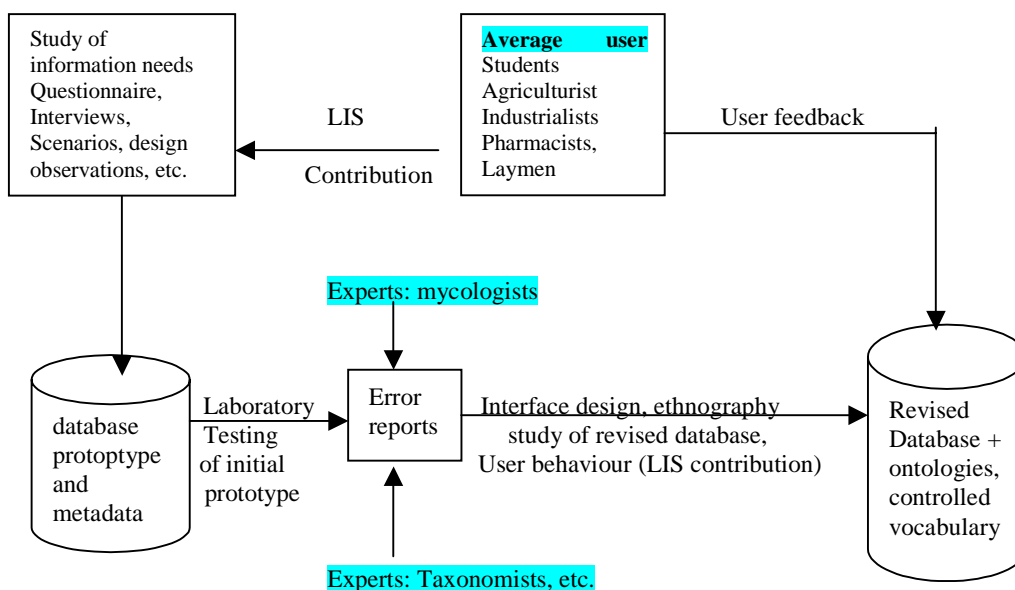 Study of
information needs
Questionnaire,
Interviews,
Scenarios, design
observations, etc.
LIS
Contribution
Average user
Students
Agriculturist
Industrialists
Pharmacists,
Laymen
User feedback
Experts: mycologists
database
protoptype
and
metadata
Laboratory
Testing
of initial
prototype
Error
reports
Interface design, ethnography
study of revised database,
User behaviour (LIS contribution)
Revised
Database +
ontologies,
controlled
vocabulary
Experts: Taxonomists, etc.